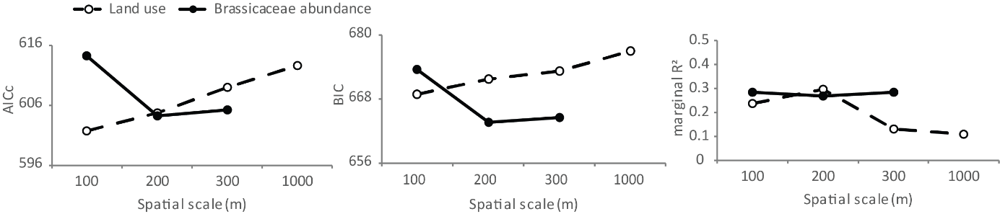 Land use Brassicaceae abundance
616
606
596
AICc
100 200 300 1000
Spatial scale (m)
680
668
656
BIC
100 200 300 1000
Spatial scale (m)
0.5
0.4
0.3
0.2
0.1
0
marginal R²
100 200 300 1000
Spatial scale (m)